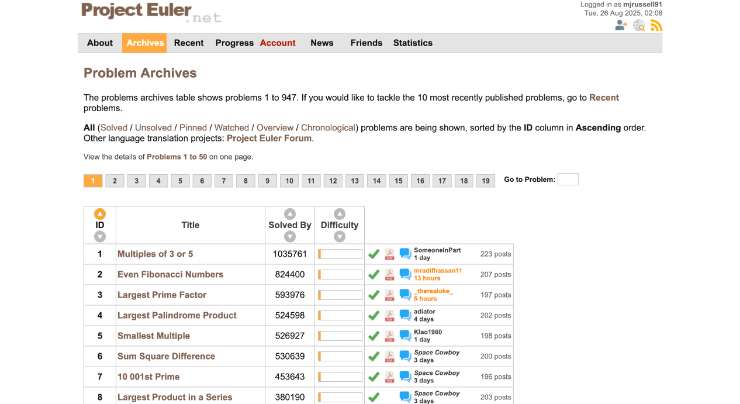 Project Euler.net
Logged in as mjrussell91
Tue, 26 Aug 2025, 02:08
About Archives Recent Progress Account News Friends Statistics
Problem Archives
The problems archives table shows problems 1 to 947. If you would like to tackle the 10 most recently published problems, go to Recent
problems.
All (Solved / Unsolved / Pinned / Watched / Overview / Chronological) problems are being shown, sorted by the ID column in Ascending order.
Other language translation projects: Project Euler Forum.
View the details of Problems 1 to 50 on one page.
1 2 3 4 5 6 7 8 9 10 11 12 13 14 15 16 17 18 19 Go to Problem:
ID Title Solved By Difficulty
1 Multiples of 3 or 5 1035761 SomeoneInPart 223 posts
1 day
2 Even Fibonacci Numbers 824400 mradifhassan11 207 posts
13 hours
3 Largest Prime Factor 593976 _therealoke_ 197 posts
5 hours
4 Largest Palindrome Product 524598 adiator 202 posts
4 days
5 Smallest Multiple 526927 Klao1960 198 posts
1 day
6 Sum Square Difference 530639 Space Cowboy 200 posts
3 days
7 10 001st Prime 453643 Space Cowboy 196 posts
3 days
8 Largest Product in a Series 380190 Space Cowboy 203 posts
3 days